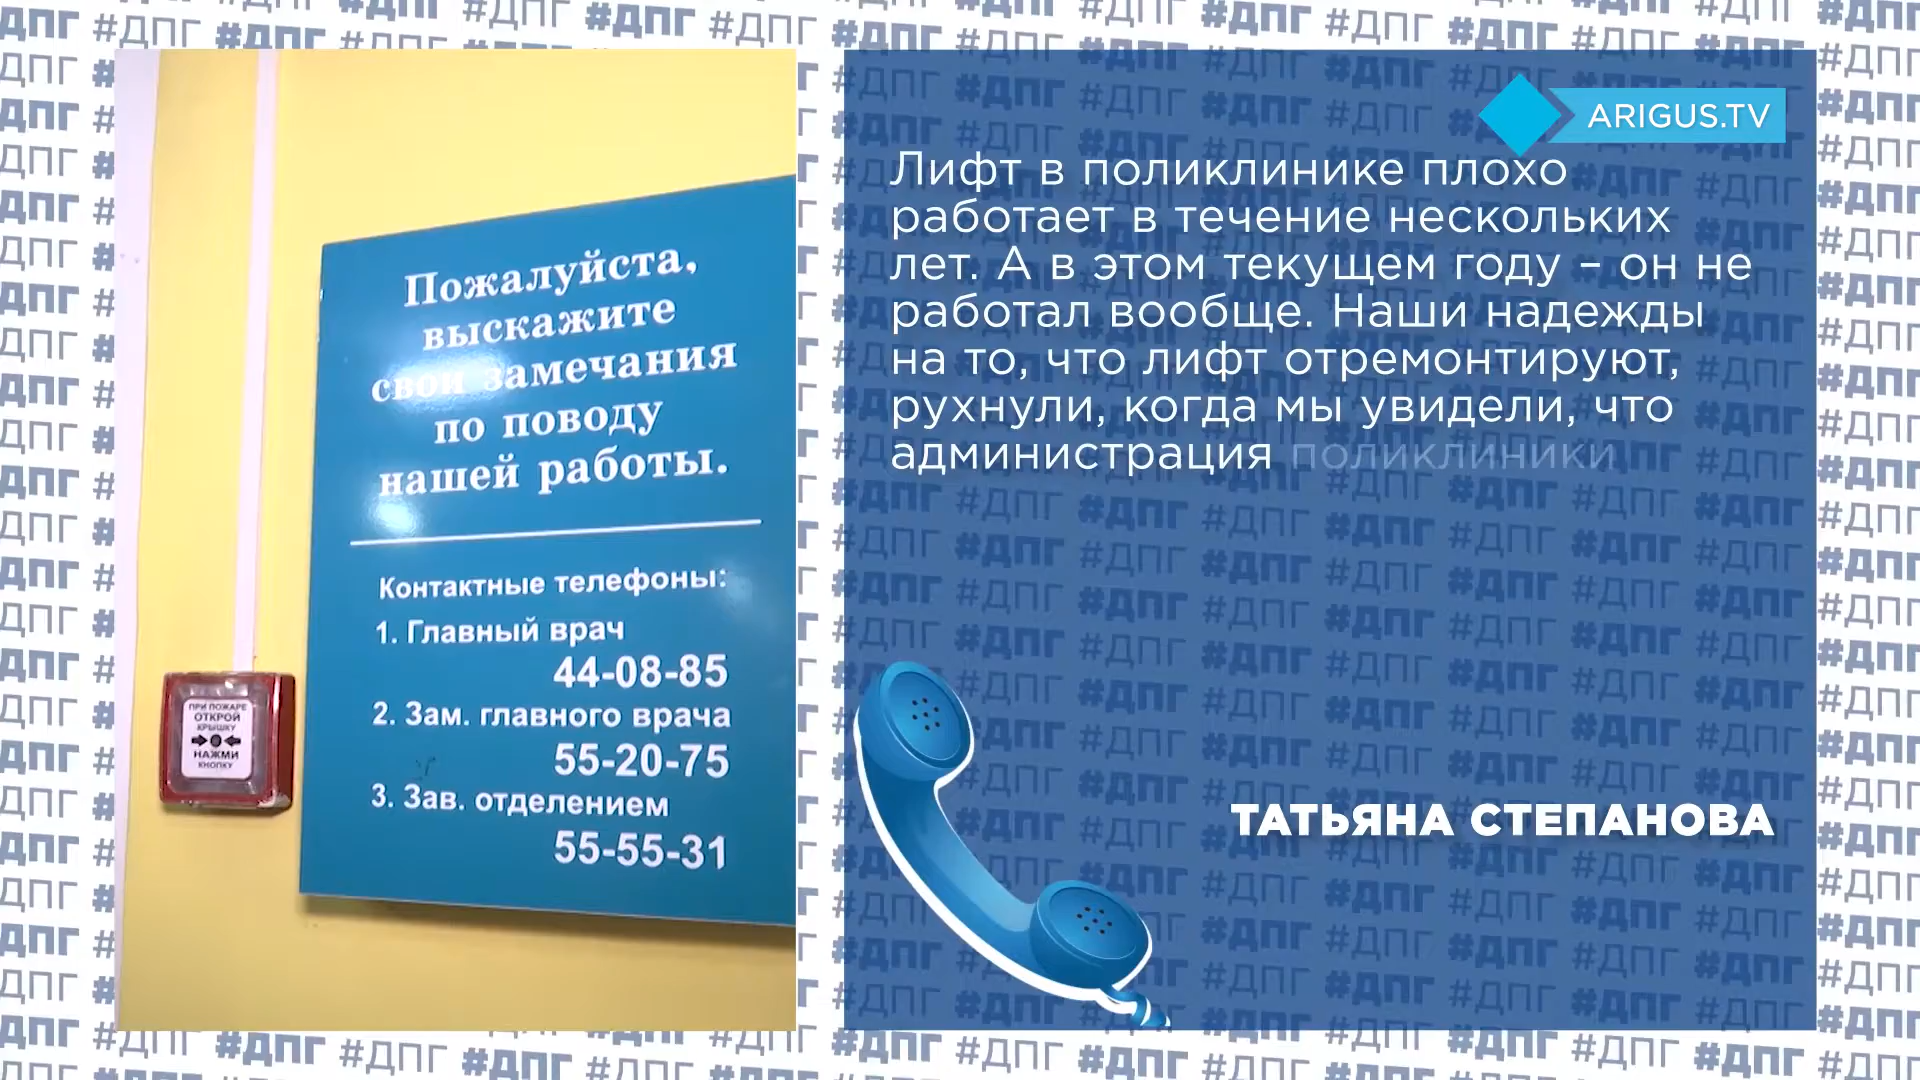 Пожалуйста,
выскажите
свои замечания
по поводу
нашей работы.
Контактные телефоны:
1. Главный врач
44-08-85
2. Зам. главного врача
55-20-75
3. Зав. отделением
55-55-31
ПРИ ПОЖАРЕ
ОТКРОЙ
КРЫШКУ
НАЖМИ
КНОПКУ
ARIGUS.TV
Лифт в поликлинике плохо
работает в течение нескольких
лет. А в этом текущем году – он не
работал вообще. Наши надежды
на то, что лифт отремонтируют,
рухнули, когда мы увидели, что
администрация поликлиники
ТАТЬЯНА СТЕПАНОВА
#ДПГ